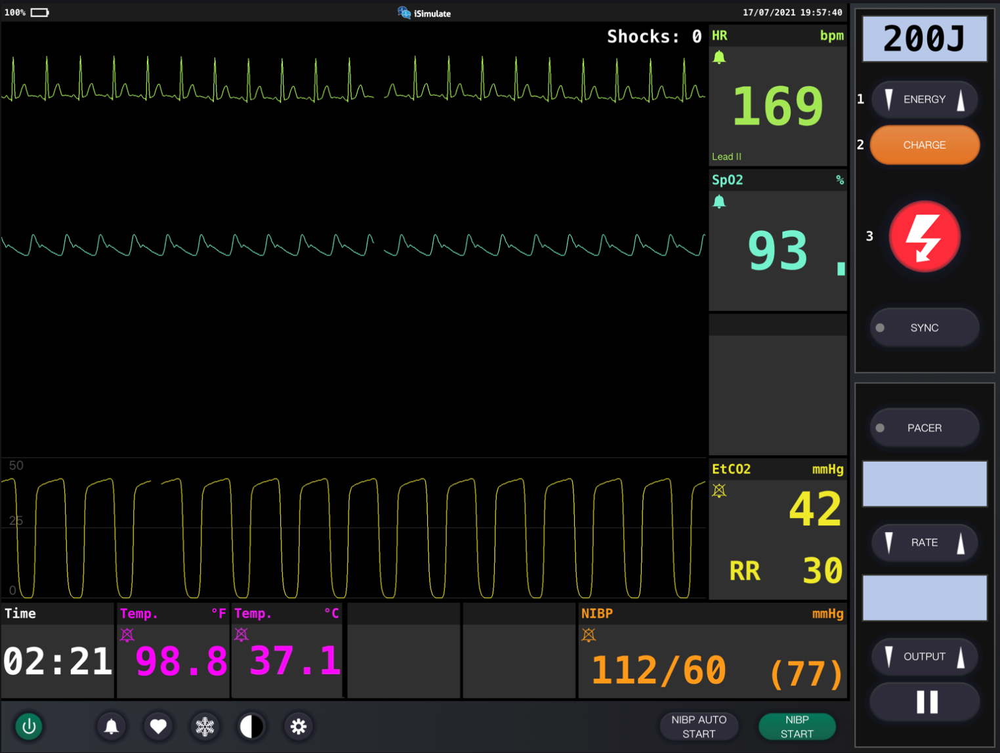 100%
iSimulate
17/07/2021 19:57:40
Shocks: 0
HR bpm
169
Lead II
SpO2 %
93
50
25
0
EtCO2 mmHg
42
RR 30
Time
02:21
Temp. °F
98.8
Temp. °C
37.1
NIBP mmHg
112/60 (77)
NIBP AUTO
START
NIBP
START
200J
1 ENERGY
2 CHARGE
3
SYNC
PACER
RATE
OUTPUT